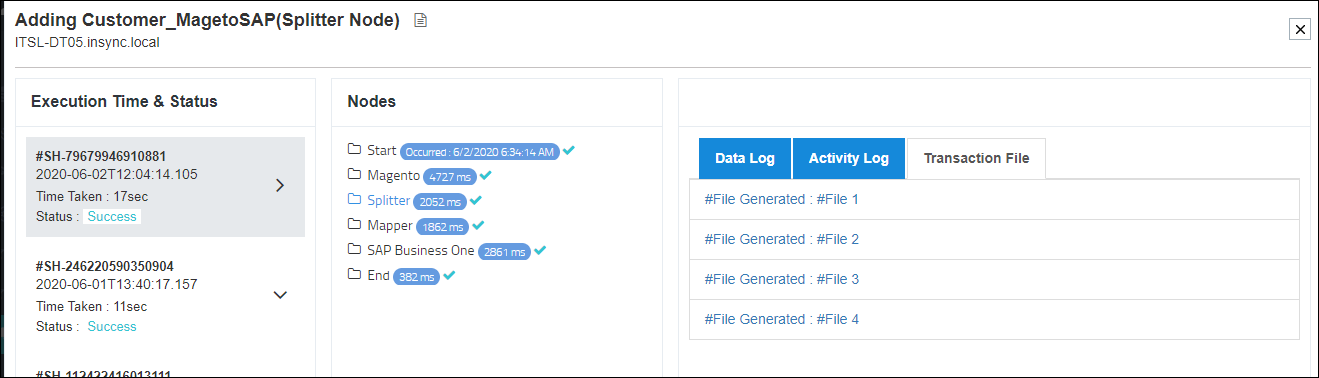 Adding Customer_MagetoSAP(Splitter Node)
ITSL-DT05.insync.local
Execution Time & Status
#SH-79679946910881
2020-06-02T12:04:14.105
Time Taken : 17sec
Status : Success
#SH-246220590350904
2020-06-01T13:40:17.157
Time Taken : 11sec
Status : Success
Nodes
Start Occurred : 6/2/2020 6:34:14 AM
Magento 4727 ms
Splitter 2052 ms
Mapper 1862 ms
SAP Business One 2861 ms
End 382 ms
Data Log Activity Log Transaction File
#File Generated : #File 1
#File Generated : #File 2
#File Generated : #File 3
#File Generated : #File 4